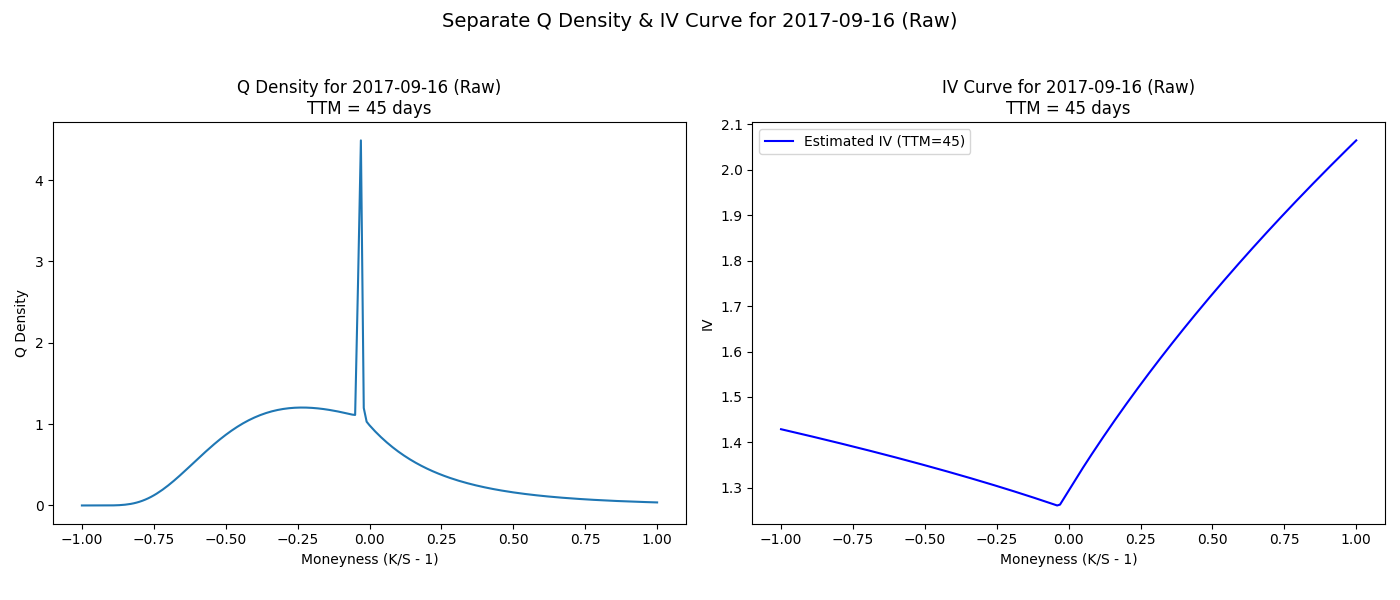 Separate Q Density & IV Curve for 2017-09-16 (Raw)
Q Density for 2017-09-16 (Raw)
TTM = 45 days
Q Density
4
3
2
1
0
−1.00 −0.75 −0.50 −0.25 0.00 0.25 0.50 0.75 1.00
Moneyness (K/S - 1)
IV Curve for 2017-09-16 (Raw)
TTM = 45 days
Estimated IV (TTM=45)
IV
2.1
2.0
1.9
1.8
1.7
1.6
1.5
1.4
1.3
−1.00 −0.75 −0.50 −0.25 0.00 0.25 0.50 0.75 1.00
Moneyness (K/S - 1)